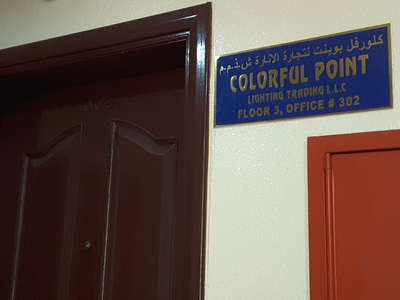 كلورفل بوينت لتجارة الانارة ش.ذ.م.م
COLORFUL POINT
LIGHTING TRADING L.L.C
FLOOR 3, OFFICE # 302